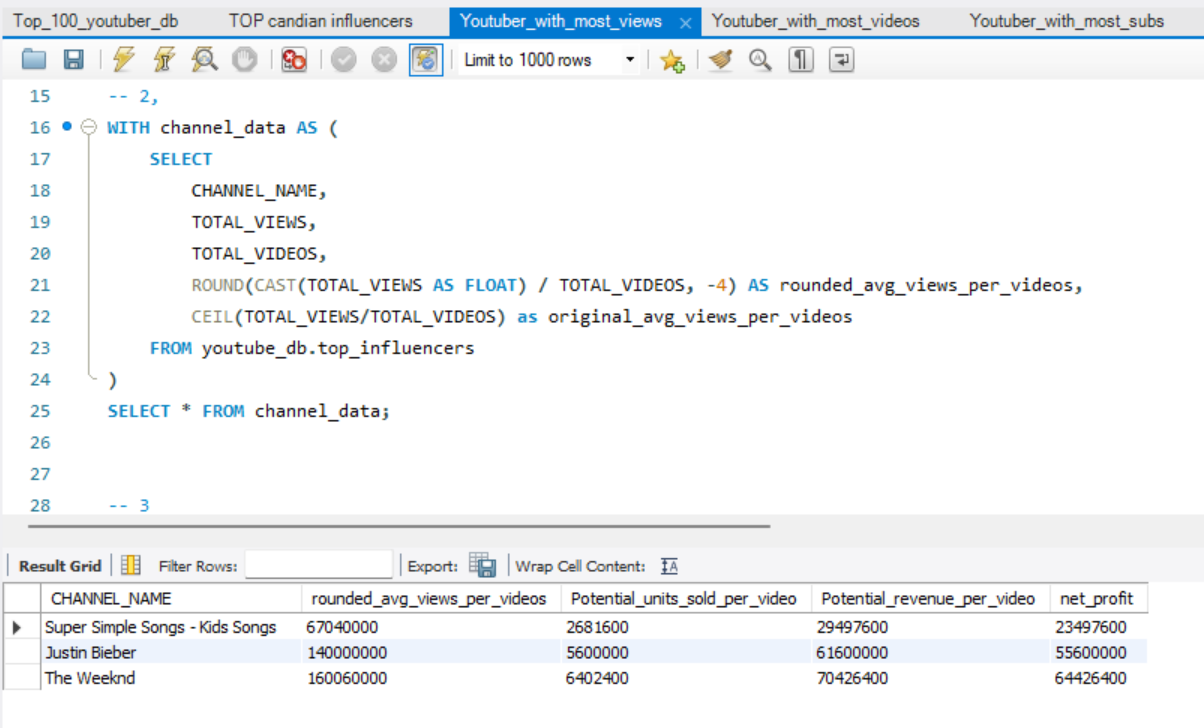 Top_100_youtuber_db TOP candian influencers Youtuber_with_most_views × Youtuber_with_most_videos Youtuber_with_most_subs
Limit to 1000 rows
15 -- 2,
16 WITH channel_data AS (
17 SELECT
18 CHANNEL_NAME,
19 TOTAL_VIEWS,
20 TOTAL_VIDEOS,
21 ROUND(CAST(TOTAL_VIEWS AS FLOAT) / TOTAL_VIDEOS, -4) AS rounded_avg_views_per_videos,
22 CEIL(TOTAL_VIEWS/TOTAL_VIDEOS) as original_avg_views_per_videos
23 FROM youtube_db.top_influencers
24 )
25 SELECT * FROM channel_data;
26
27
28 -- 3
Result Grid Filter Rows: Export: Wrap Cell Content:
CHANNEL_NAME rounded_avg_views_per_videos Potential_units_sold_per_video Potential_revenue_per_video net_profit
Super Simple Songs - Kids Songs 67040000 2681600 29497600 23497600
Justin Bieber 140000000 5600000 61600000 55600000
The Weeknd 160060000 6402400 70426400 64426400